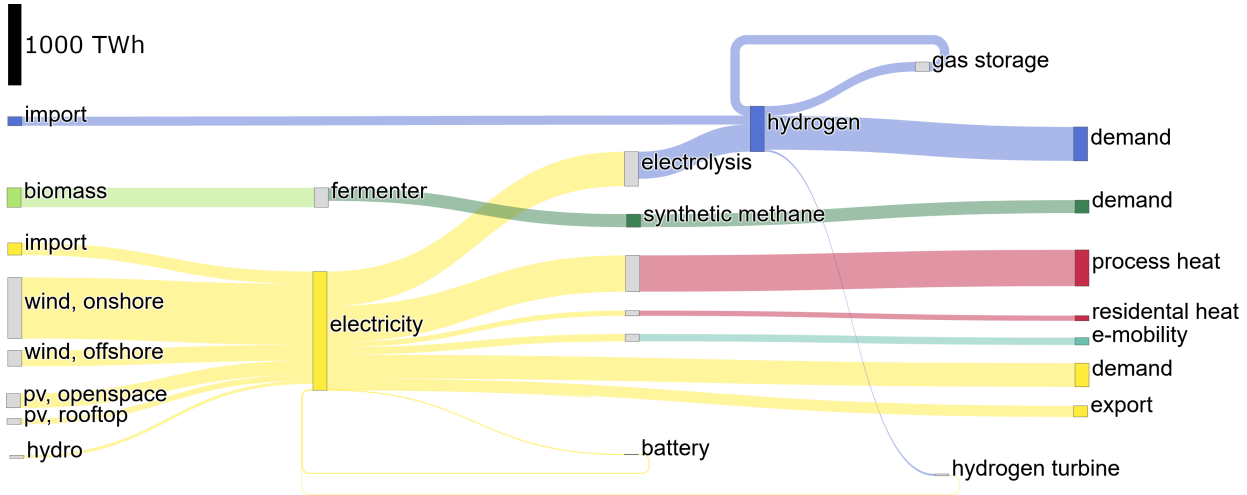 1000 TWh
gas storage
import
hydrogen
demand
electrolysis
biomass
fermenter
synthetic methane
demand
import
process heat
wind, onshore
electricity
residental heat
e-mobility
wind, offshore
demand
pv, openspace
export
pv, rooftop
hydro
battery
hydrogen turbine